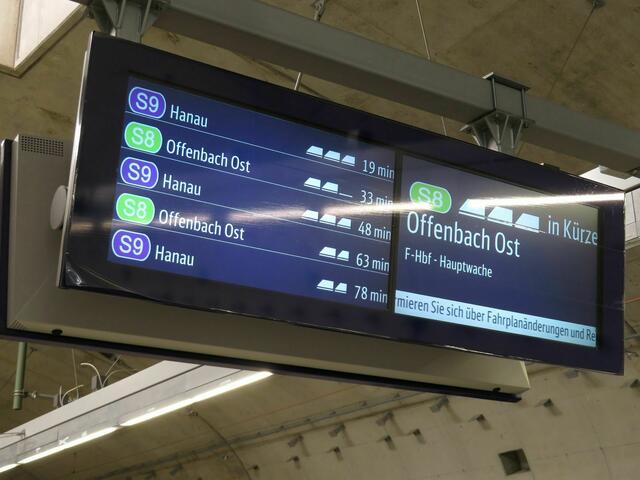 S9 Hanau 19 min
S8 Offenbach Ost 33 min
S9 Hanau 48 min
S8 Offenbach Ost 63 min
S9 Hanau 78 min
S8 in Kürze
Offenbach Ost
F-Hbf - Hauptwache
rmieren Sie sich über Fahrplanänderungen und Re